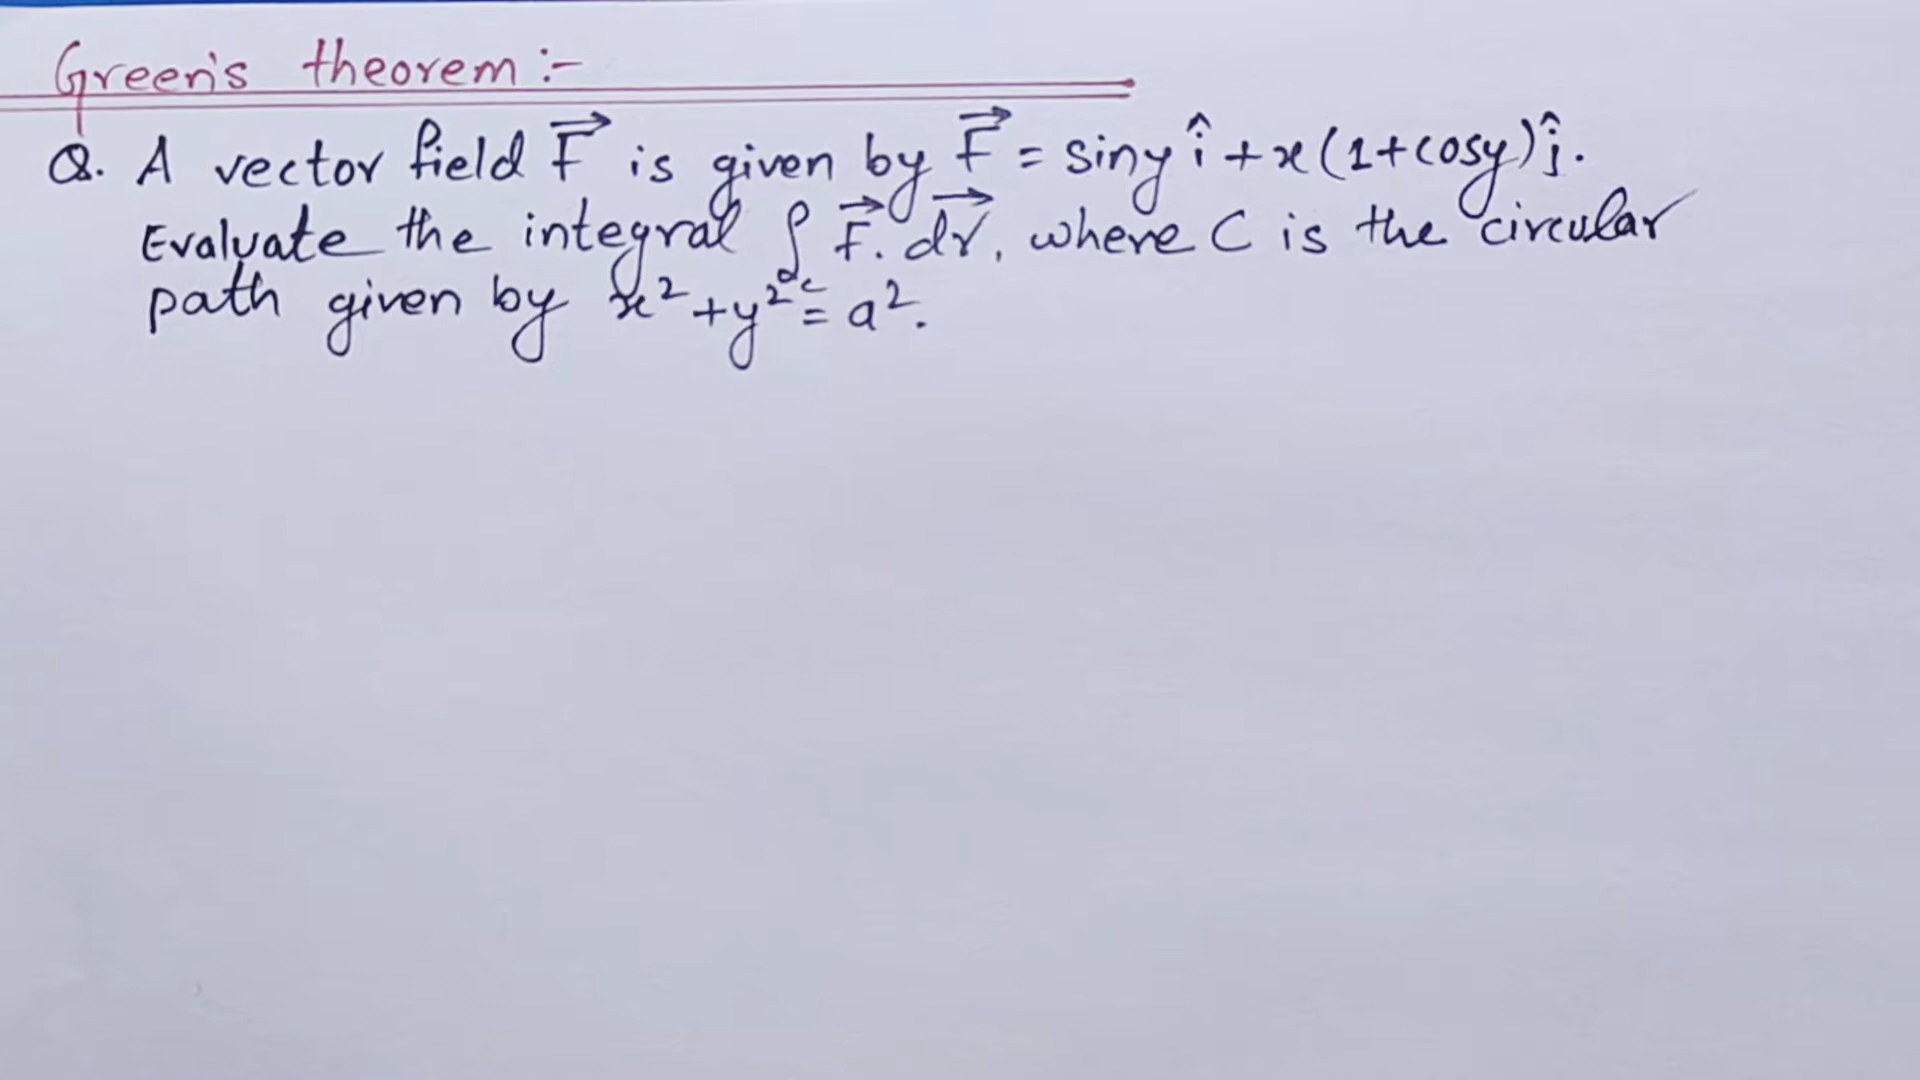 Green's theorem :-
Q. A vector field F⃗ is given by F⃗ = siny î + x(1+cosy)ĵ.
Evaluate the integral ∫c F⃗. dr⃗, where C is the circular
path given by x² + y² = a².